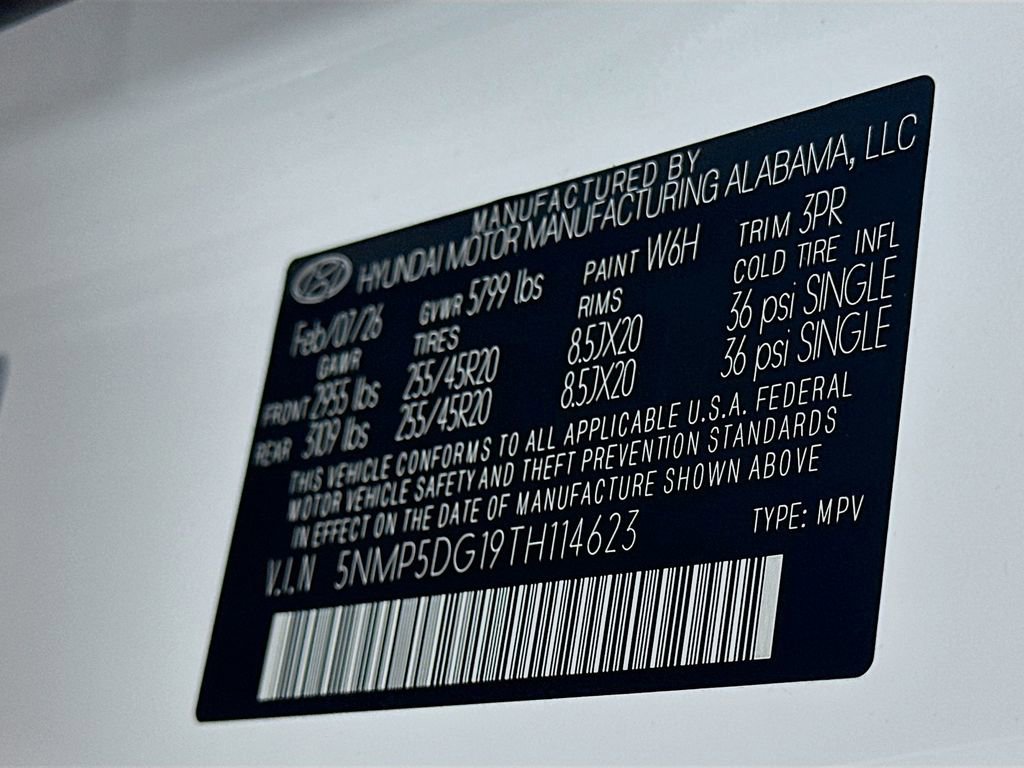 MANUFACTURED BY
HYUNDAI MOTOR MANUFACTURING ALABAMA, LLC
Feb/07/26 GVWR 5799 lbs PAINT W6H TRIM 3PR
GAWR TIRES RIMS COLD TIRE INFL
FRONT 2955 lbs 255/45R20 8.5JX20 36 psi SINGLE
REAR 3109 lbs 255/45R20 8.5JX20 36 psi SINGLE
THIS VEHICLE CONFORMS TO ALL APPLICABLE U.S.A. FEDERAL
MOTOR VEHICLE SAFETY AND THEFT PREVENTION STANDARDS
IN EFFECT ON THE DATE OF MANUFACTURE SHOWN ABOVE
V.I.N 5NMP5DG19TH114623 TYPE: MPV